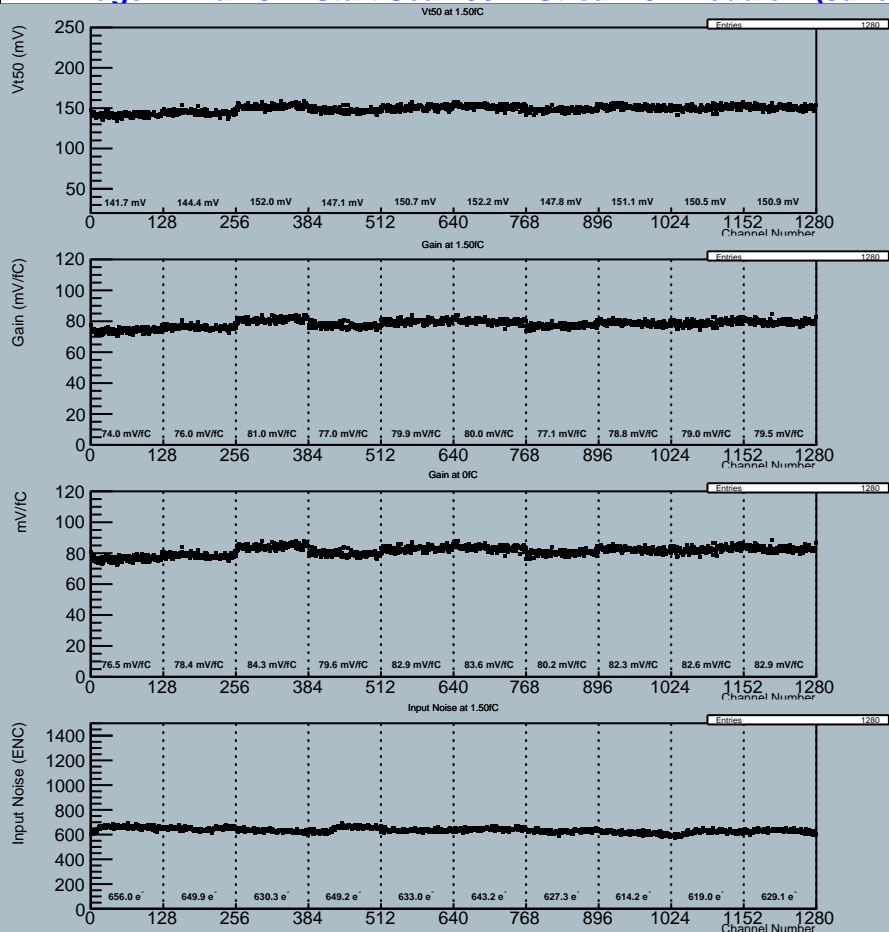 Vt50 at 1.50fC
Entries 1280
Vt50 (mV)
250
200
150
100
50
141.7 mV 144.4 mV 152.0 mV 147.1 mV 150.7 mV 152.2 mV 147.8 mV 151.1 mV 150.5 mV 150.9 mV
0 128 256 384 512 640 768 896 1024 1152 1280
Channel Number
Gain at 1.50fC
Entries 1280
Gain (mV/fC)
120
100
80
60
40
20
0
74.0 mV/fC 76.0 mV/fC 81.0 mV/fC 77.0 mV/fC 79.9 mV/fC 80.0 mV/fC 77.1 mV/fC 78.8 mV/fC 79.0 mV/fC 79.5 mV/fC
0 128 256 384 512 640 768 896 1024 1152 1280
Channel Number
Gain at 0fC
Entries 1280
mV/fC
120
100
80
60
40
20
0
76.5 mV/fC 78.4 mV/fC 84.3 mV/fC 79.6 mV/fC 82.9 mV/fC 83.6 mV/fC 80.2 mV/fC 82.3 mV/fC 82.6 mV/fC 82.9 mV/fC
0 128 256 384 512 640 768 896 1024 1152 1280
Channel Number
Input Noise at 1.50fC
Entries 1280
Input Noise (ENC)
1400
1200
1000
800
600
400
200
0
656.0 e⁻ 649.9 e⁻ 630.3 e⁻ 649.2 e⁻ 633.0 e⁻ 643.2 e⁻ 627.3 e⁻ 614.2 e⁻ 619.0 e⁻ 629.1 e⁻
0 128 256 384 512 640 768 896 1024 1152 1280
Channel Number